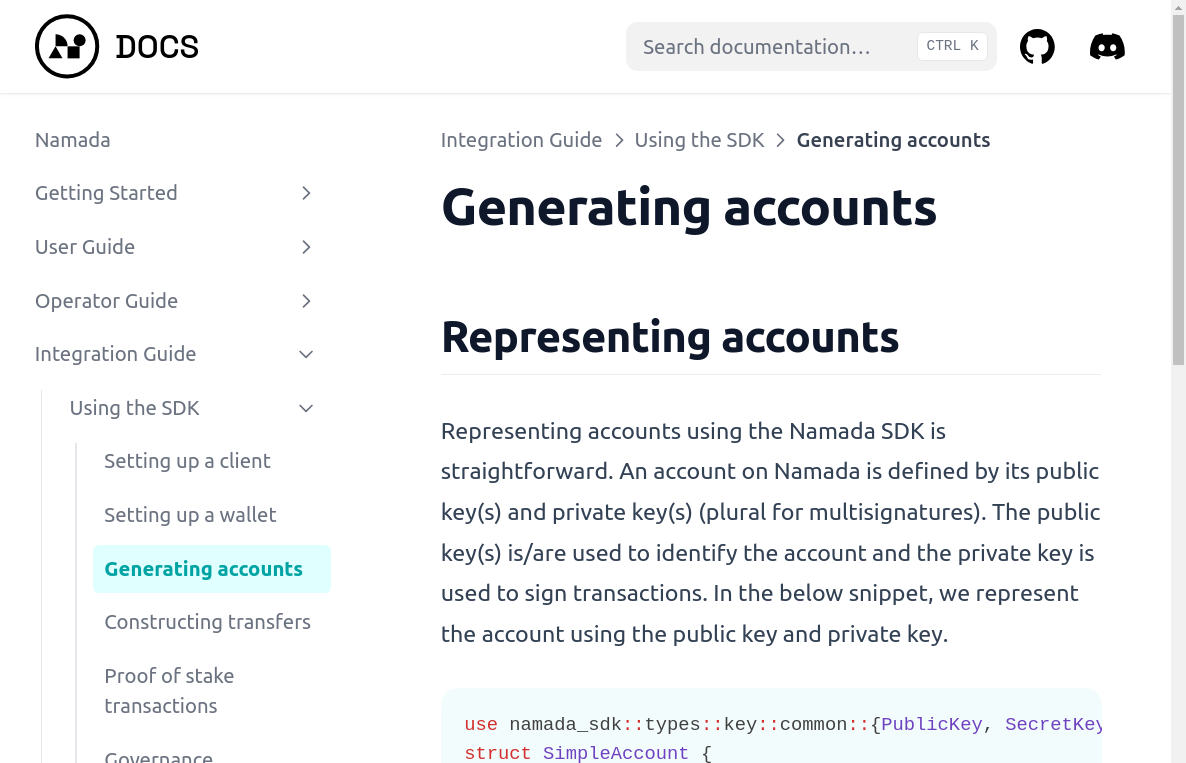 DOCS
Search documentation…
CTRL K
Namada
Getting Started
User Guide
Operator Guide
Integration Guide
Using the SDK
Setting up a client
Setting up a wallet
Generating accounts
Constructing transfers
Proof of stake
transactions
Governance
Integration Guide > Using the SDK > Generating accounts
Generating accounts
Representing accounts
Representing accounts using the Namada SDK is
straightforward. An account on Namada is defined by its public
key(s) and private key(s) (plural for multisignatures). The public
key(s) is/are used to identify the account and the private key is
used to sign transactions. In the below snippet, we represent
the account using the public key and private key.
use namada_sdk::types::key::common::{PublicKey, SecretKey
struct SimpleAccount {